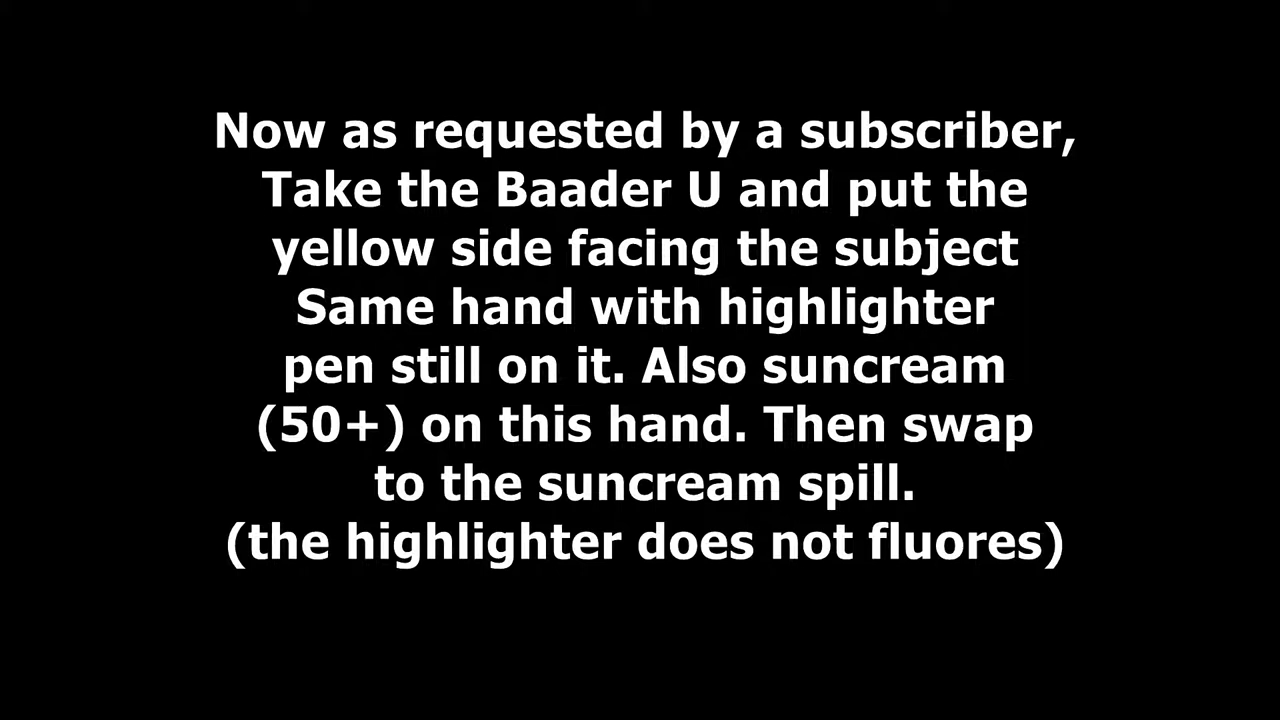 Now as requested by a subscriber,
Take the Baader U and put the
yellow side facing the subject
Same hand with highlighter
pen still on it. Also suncream
(50+) on this hand. Then swap
to the suncream spill.
(the highlighter does not fluores)